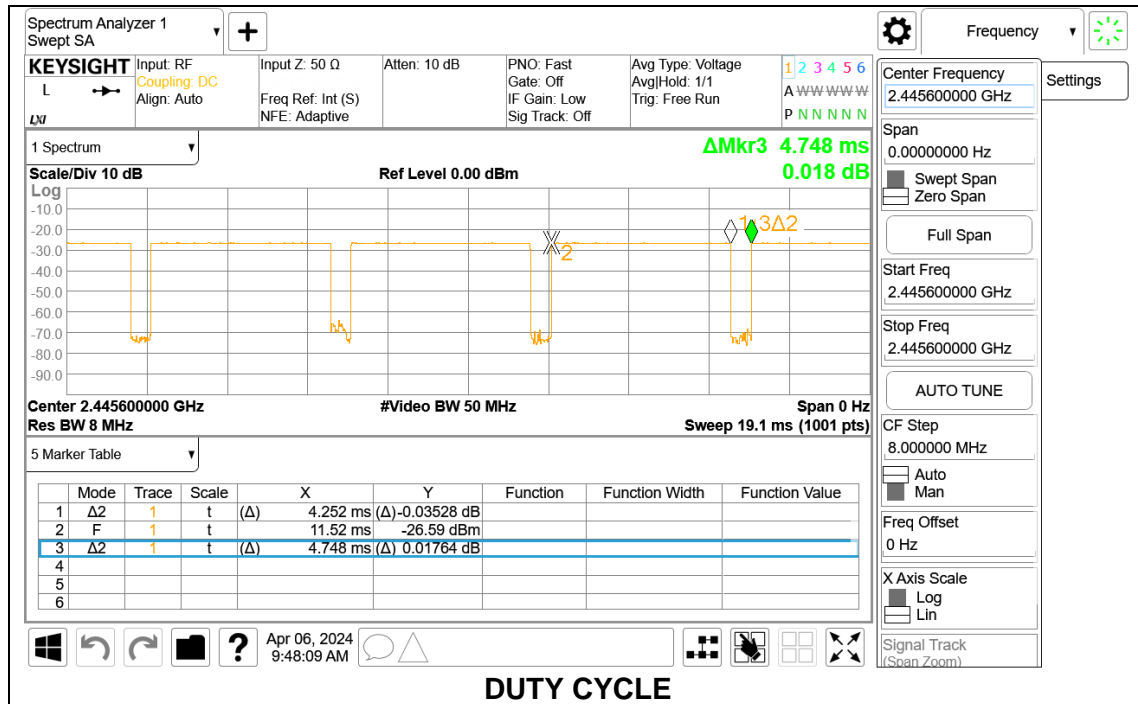 Spectrum Analyzer 1
Swept SA
▼
+
Frequency
▼
KEYSIGHT
L
LXI
Input: RF
Coupling: DC
Align: Auto
Input Z: 50 Ω
Freq Ref: Int (S)
NFE: Adaptive
Atten: 10 dB
PNO: Fast
Gate: Off
IF Gain: Low
Sig Track: Off
Avg Type: Voltage
Avg|Hold: 1/1
Trig: Free Run
1 2 3 4 5 6
A W W W W W
P N N N N N
1 Spectrum ▼
ΔMkr3 4.748 ms
0.018 dB
Scale/Div 10 dB
Ref Level 0.00 dBm
Log
-10.0
-20.0
-30.0
-40.0
-50.0
-60.0
-70.0
-80.0
-90.0
2
1 3Δ2
Center 2.445600000 GHz
#Video BW 50 MHz
Span 0 Hz
Res BW 8 MHz
Sweep 19.1 ms (1001 pts)
5 Marker Table ▼
Mode Trace Scale X Y Function Function Width Function Value
1 Δ2 1 t (Δ) 4.252 ms (Δ)-0.03528 dB
2 F 1 t 11.52 ms -26.59 dBm
3 Δ2 1 t (Δ) 4.748 ms (Δ) 0.01764 dB
4
5
6
?
Apr 06, 2024
9:48:09 AM
Center Frequency
2.445600000 GHz
Settings
Span
0.00000000 Hz
Swept Span
Zero Span
Full Span
Start Freq
2.445600000 GHz
Stop Freq
2.445600000 GHz
AUTO TUNE
CF Step
8.000000 MHz
Auto
Man
Freq Offset
0 Hz
X Axis Scale
Log
Lin
Signal Track
(Span Zoom)
DUTY CYCLE